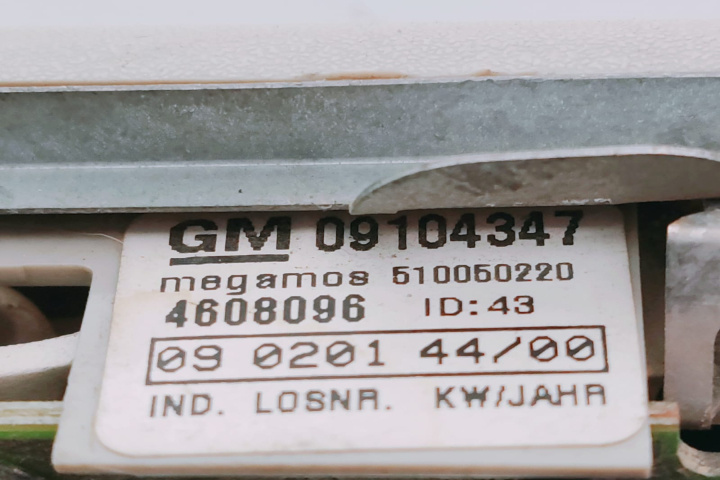 GM 09104347
megamos 510050220
4608096 ID:43
09 0201 44/00
IND. LOSNR. KW/JAHR